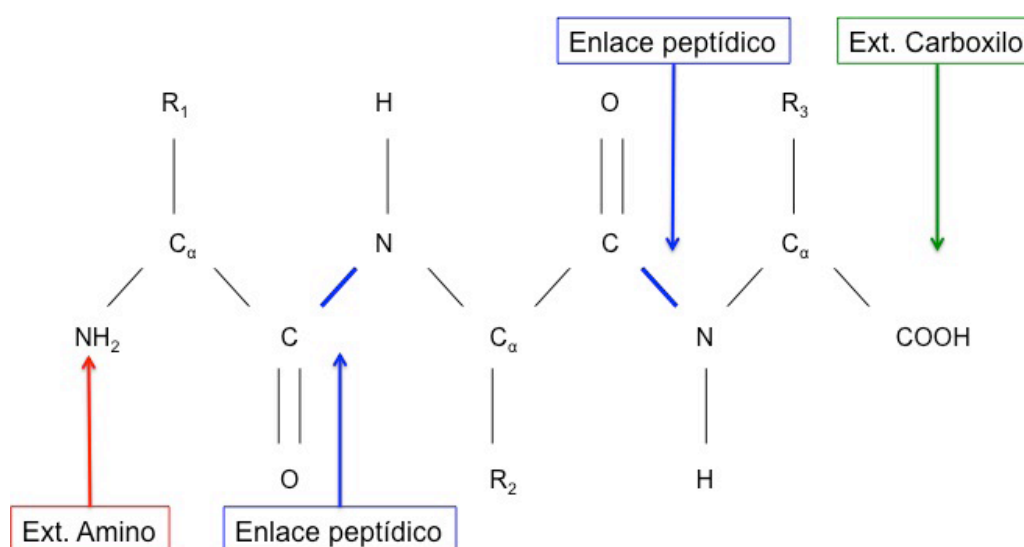 Enlace peptídico Ext. Carboxilo
R₁ H O R₃
Cα N C Cα
NH₂ C Cα N COOH
O R₂ H
Ext. Amino Enlace peptídico